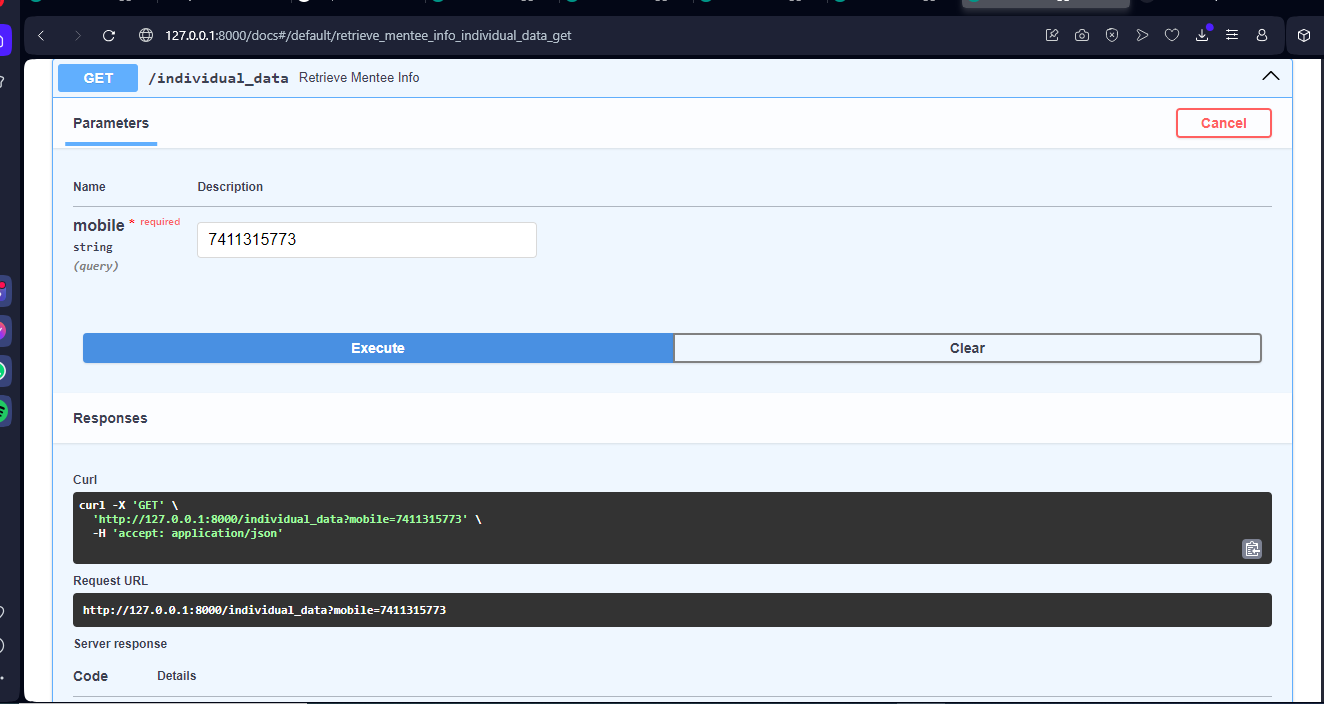 127.0.0.1:8000/docs#/default/retrieve_mentee_info_individual_data_get
GET /individual_data Retrieve Mentee Info
Parameters
Cancel
Name Description
mobile * required
string
(query)
7411315773
Execute Clear
Responses
Curl
curl -X 'GET' \
'http://127.0.0.1:8000/individual_data?mobile=7411315773' \
-H 'accept: application/json'
Request URL
http://127.0.0.1:8000/individual_data?mobile=7411315773
Server response
Code Details